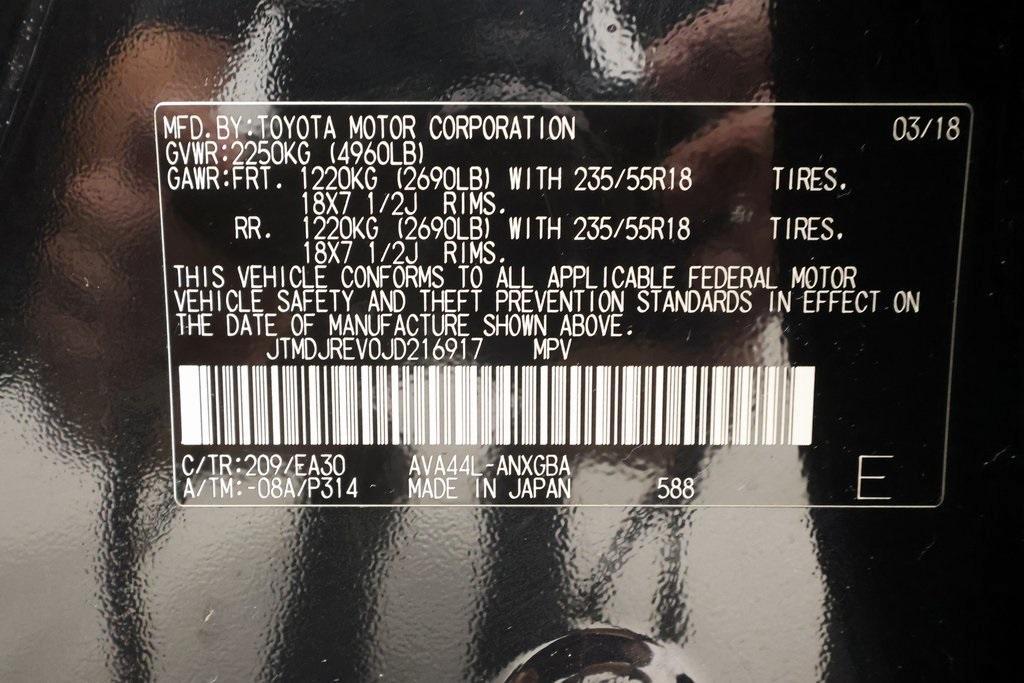 MFD.BY:TOYOTA MOTOR CORPORATION 03/18
GVWR:2250KG (4960LB)
GAWR:FRT. 1220KG (2690LB) WITH 235/55R18 TIRES.
18X7 1/2J RIMS.
RR. 1220KG (2690LB) WITH 235/55R18 TIRES.
18X7 1/2J RIMS.
THIS VEHICLE CONFORMS TO ALL APPLICABLE FEDERAL MOTOR
VEHICLE SAFETY AND THEFT PREVENTION STANDARDS IN EFFECT ON
THE DATE OF MANUFACTURE SHOWN ABOVE.
JTMDJREV0JD216917 MPV
C/TR:209/EA30 AVA44L-ANXGBA
A/TM:-08A/P314 MADE IN JAPAN 588 E